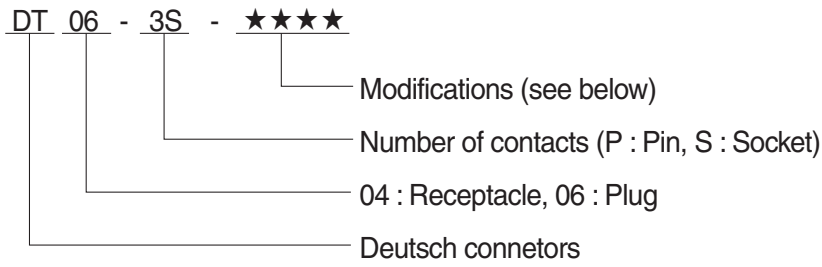 DT 06 - 3S - ★★★★
Modifications (see below)
Number of contacts (P : Pin, S : Socket)
04 : Receptacle, 06 : Plug
Deutsch connetors